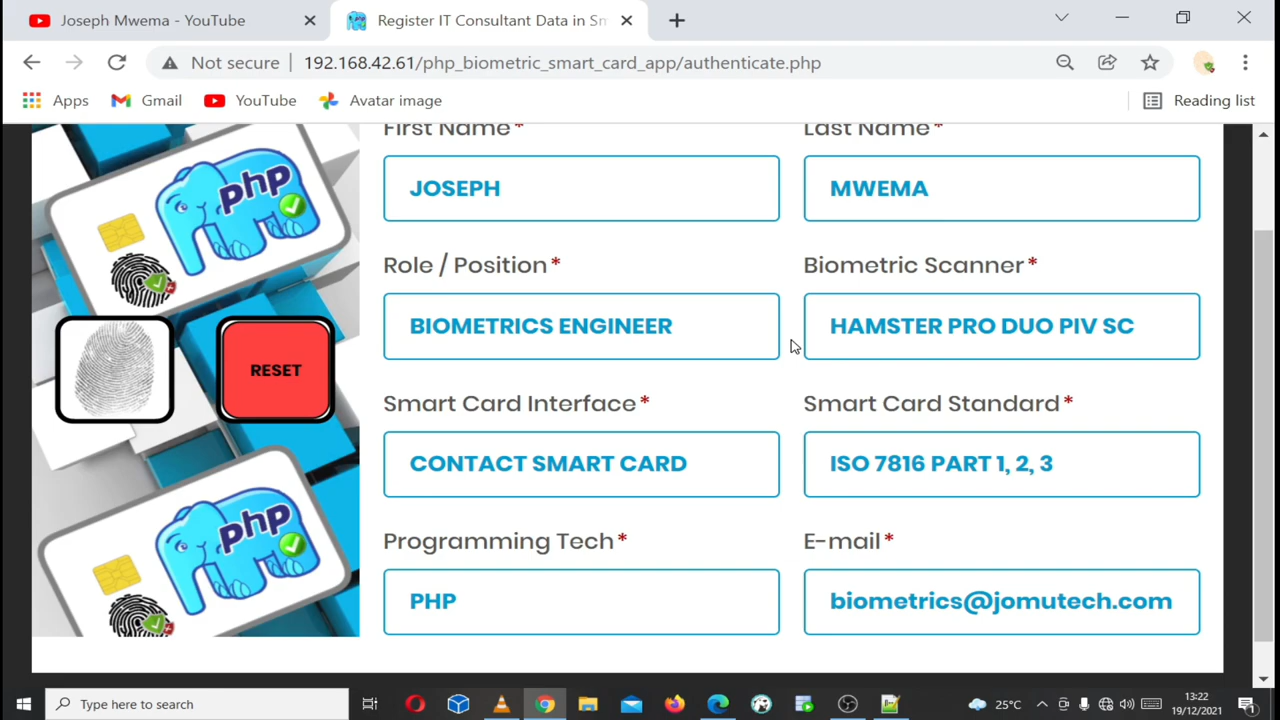 Joseph Mwema - YouTube
Register IT Consultant Data in Sm
Not secure
192.168.42.61/php_biometric_smart_card_app/authenticate.php
Apps
Gmail
YouTube
Avatar image
Reading list
First Name*
Last Name*
JOSEPH
MWEMA
Role / Position*
Biometric Scanner*
BIOMETRICS ENGINEER
HAMSTER PRO DUO PIV SC
Smart Card Interface*
Smart Card Standard*
CONTACT SMART CARD
ISO 7816 PART 1, 2, 3
Programming Tech*
E-mail*
PHP
biometrics@jomutech.com
php
RESET
php
Type here to search
25°C
13:22
19/12/2021
1